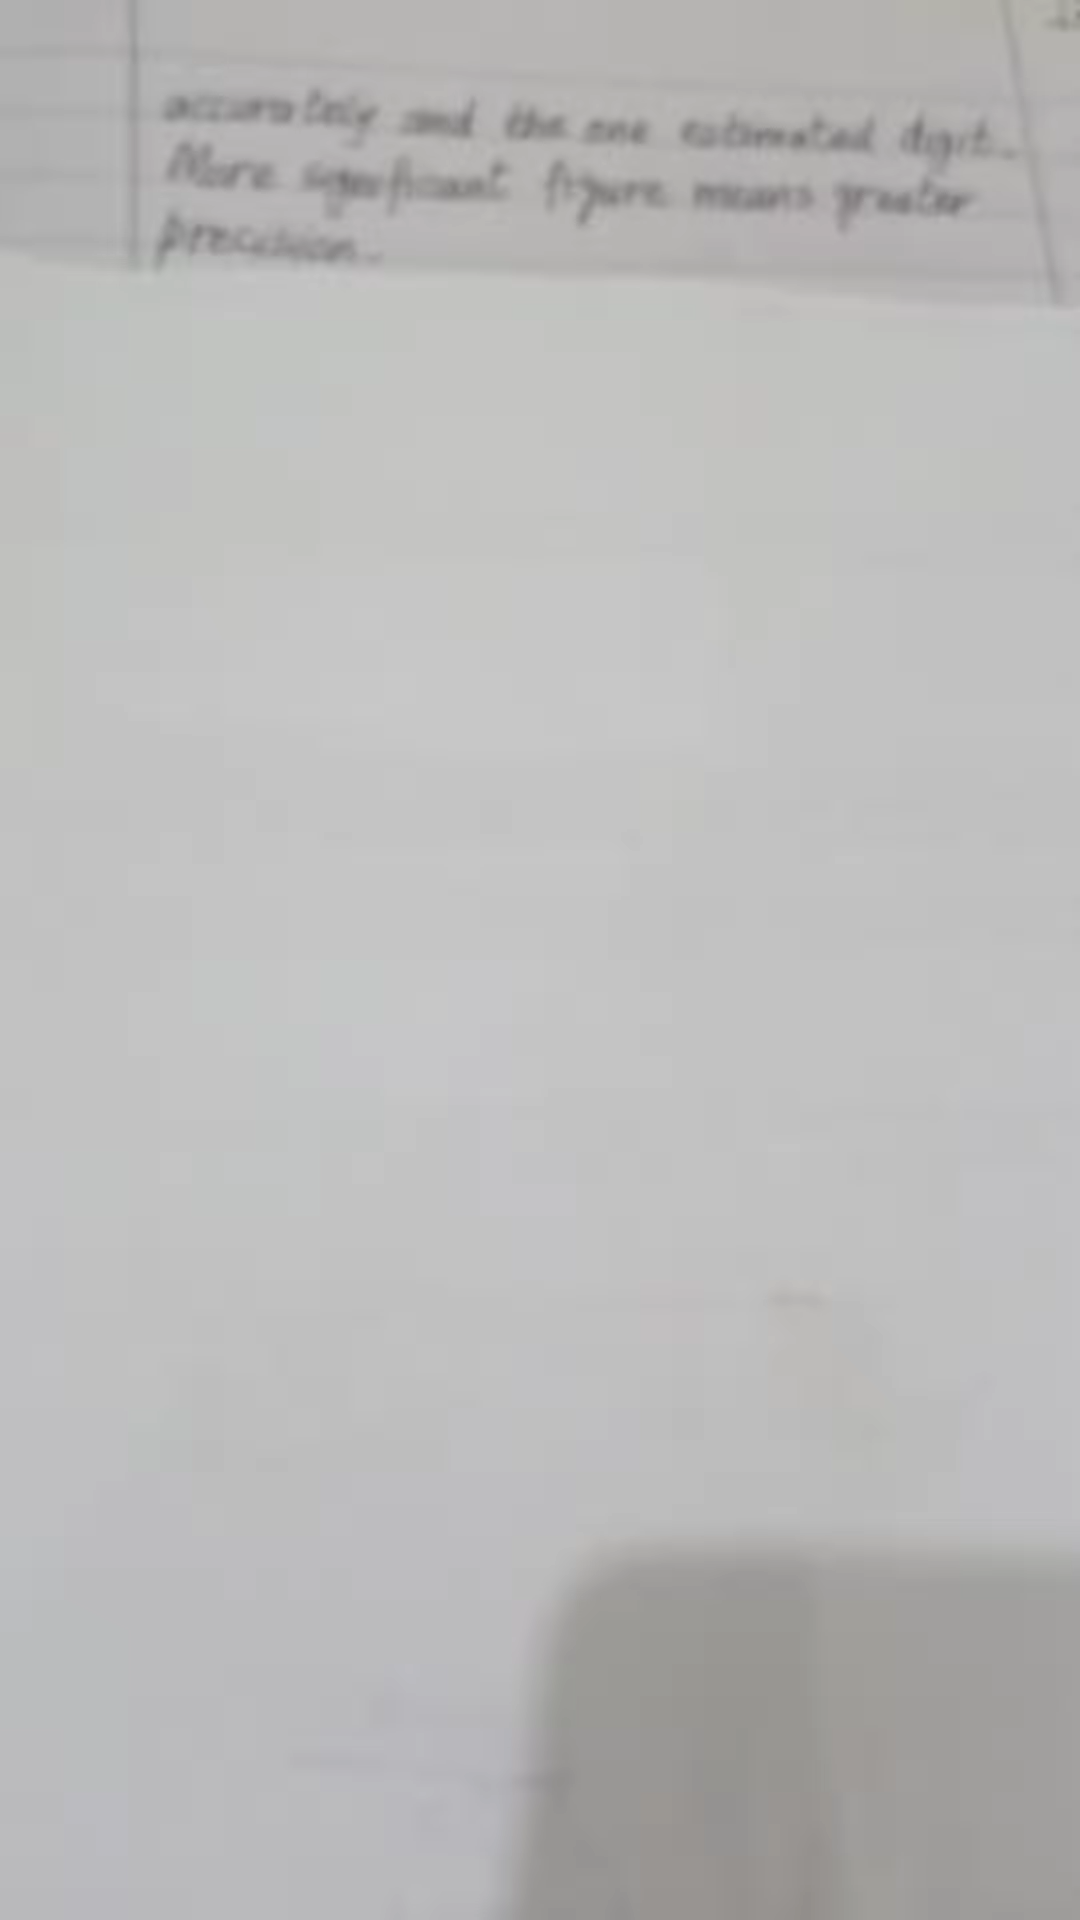 accurately and the one estimated digit.
More significant figure means greater
precision.